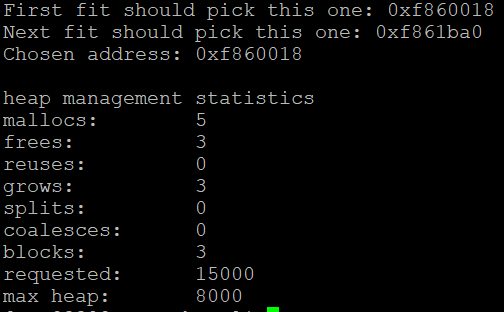 First fit should pick this one: 0xf860018
Next fit should pick this one: 0xf861ba0
Chosen address: 0xf860018
heap management statistics
mallocs: 5
frees: 3
reuses: 0
grows: 3
splits: 0
coalesces: 0
blocks: 3
requested: 15000
max heap: 8000